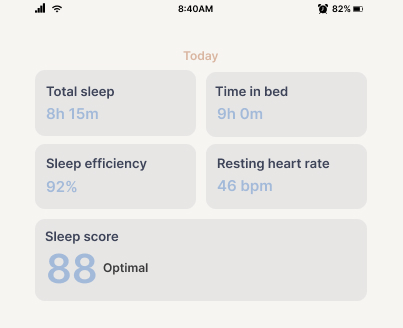 8:40AM 82%
Today
Total sleep
8h 15m
Time in bed
9h 0m
Sleep efficiency
92%
Resting heart rate
46 bpm
Sleep score
88 Optimal